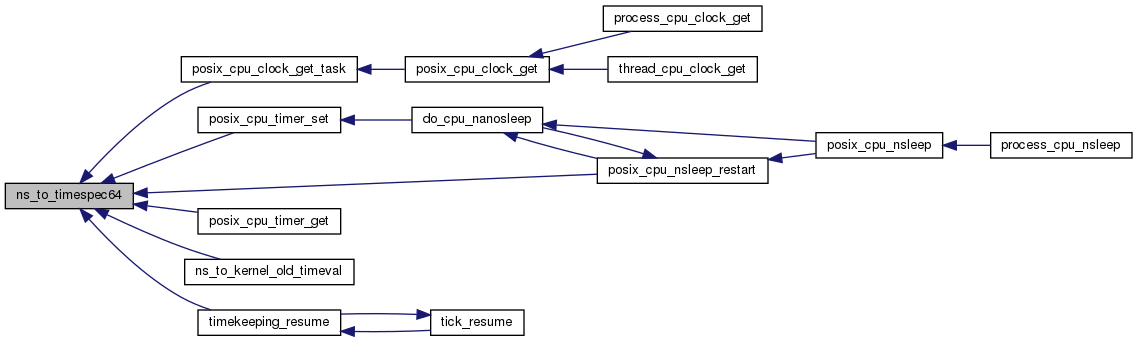 process_cpu_clock_get
posix_cpu_clock_get_task
posix_cpu_clock_get
thread_cpu_clock_get
posix_cpu_timer_set
do_cpu_nanosleep
posix_cpu_nsleep
process_cpu_nsleep
posix_cpu_nsleep_restart
ns_to_timespec64
posix_cpu_timer_get
ns_to_kernel_old_timeval
timekeeping_resume
tick_resume